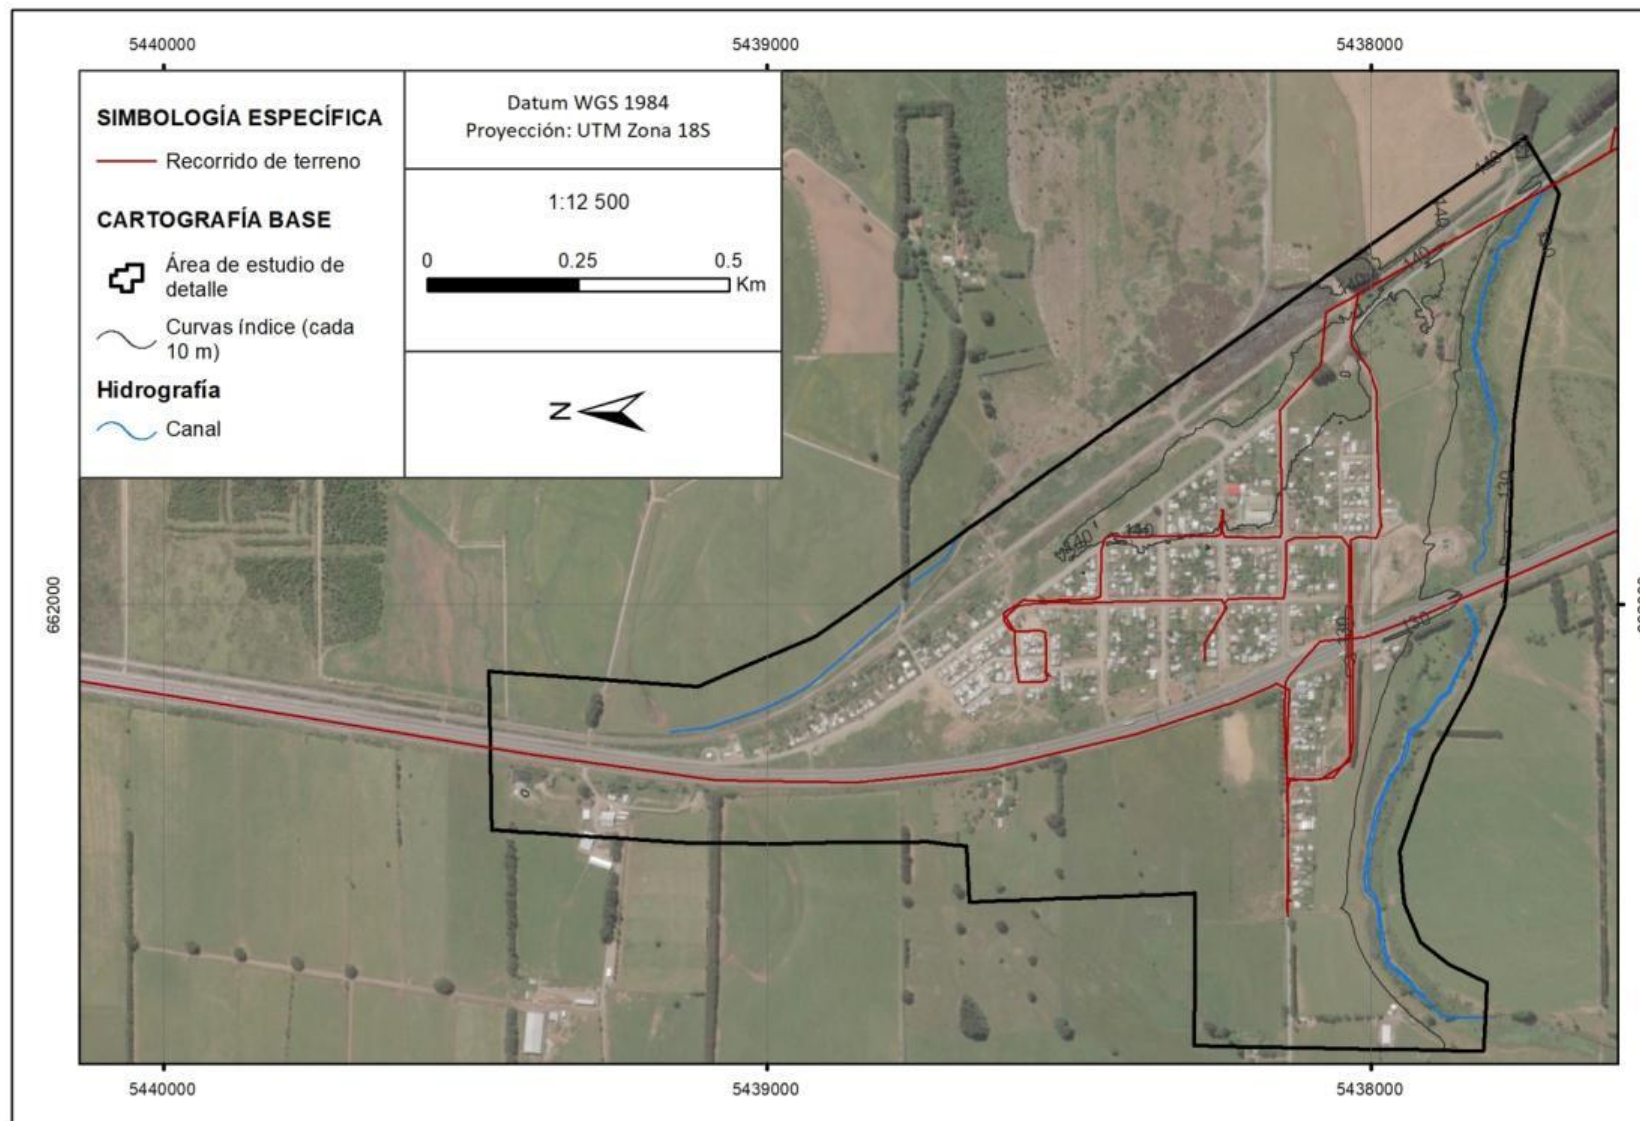 5440000
5439000
5438000
SIMBOLOGÍA ESPECÍFICA
Recorrido de terreno
CARTOGRAFÍA BASE
Área de estudio de
detalle
Curvas índice (cada
10 m)
Hidrografía
Canal
Datum WGS 1984
Proyección: UTM Zona 18S
1:12 500
0
0.25
0.5
Km
N
140
140
140
140
130
130
130
662000
5440000
5439000
5438000